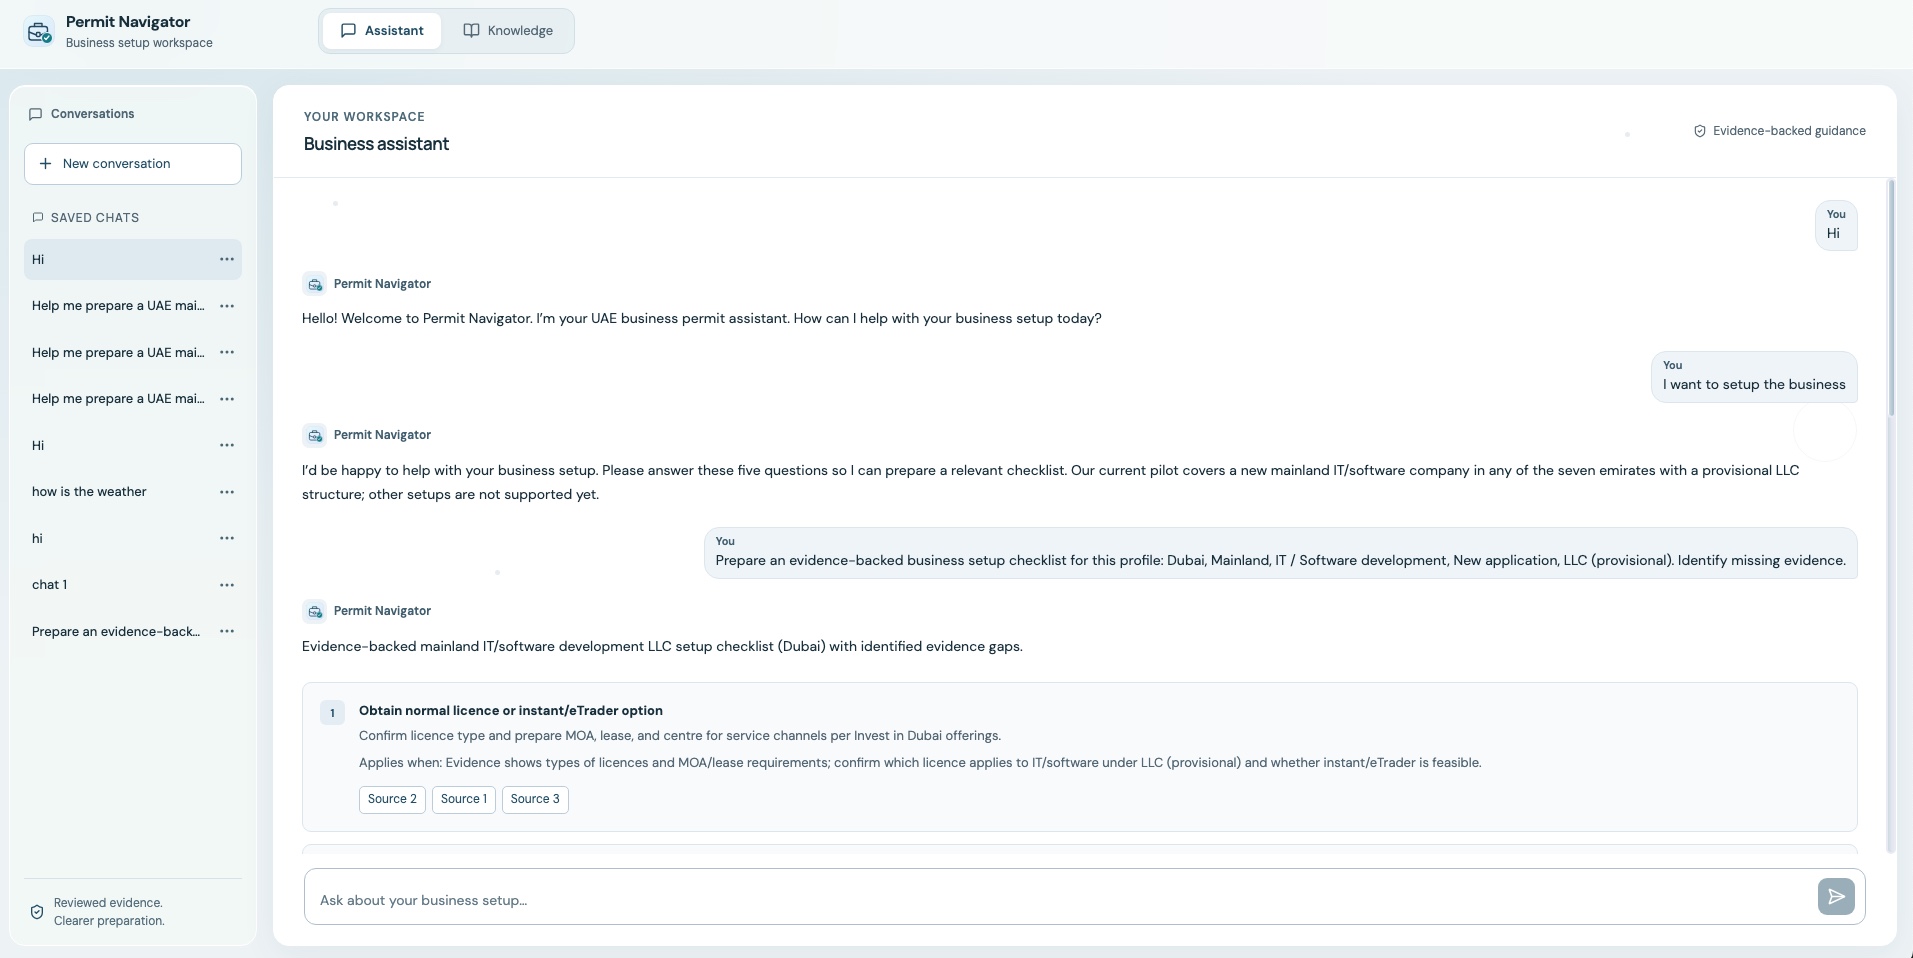 Permit Navigator
Business setup workspace
Assistant
Knowledge
Conversations
New conversation
SAVED CHATS
Hi
Help me prepare a UAE mai...
Help me prepare a UAE mai...
Help me prepare a UAE mai...
Hi
how is the weather
hi
chat 1
Prepare an evidence-back...
Reviewed evidence.
Clearer preparation.
YOUR WORKSPACE
Business assistant
Evidence-backed guidance
You
Hi
Permit Navigator
Hello! Welcome to Permit Navigator. I'm your UAE business permit assistant. How can I help with your business setup today?
You
I want to setup the business
Permit Navigator
I'd be happy to help with your business setup. Please answer these five questions so I can prepare a relevant checklist. Our current pilot covers a new mainland IT/software company in any of the seven emirates with a provisional LLC
structure; other setups are not supported yet.
You
Prepare an evidence-backed business setup checklist for this profile: Dubai, Mainland, IT / Software development, New application, LLC (provisional). Identify missing evidence.
Permit Navigator
Evidence-backed mainland IT/software development LLC setup checklist (Dubai) with identified evidence gaps.
1
Obtain normal licence or instant/eTrader option
Confirm licence type and prepare MOA, lease, and centre for service channels per Invest in Dubai offerings.
Applies when: Evidence shows types of licences and MOA/lease requirements; confirm which licence applies to IT/software under LLC (provisional) and whether instant/eTrader is feasible.
Source 2
Source 1
Source 3
Ask about your business setup...